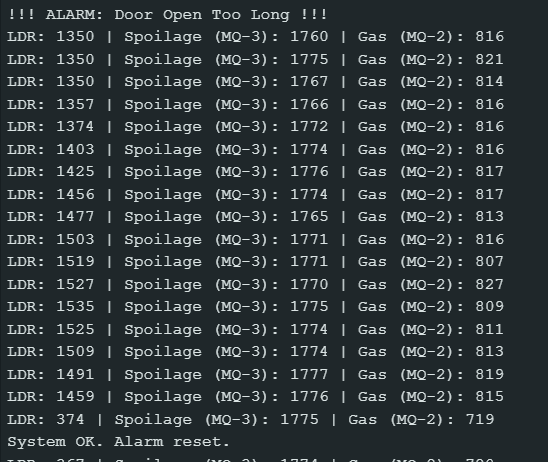 !!! ALARM: Door Open Too Long !!!
LDR: 1350 | Spoilage (MQ-3): 1760 | Gas (MQ-2): 816
LDR: 1350 | Spoilage (MQ-3): 1775 | Gas (MQ-2): 821
LDR: 1350 | Spoilage (MQ-3): 1767 | Gas (MQ-2): 814
LDR: 1357 | Spoilage (MQ-3): 1766 | Gas (MQ-2): 816
LDR: 1374 | Spoilage (MQ-3): 1772 | Gas (MQ-2): 816
LDR: 1403 | Spoilage (MQ-3): 1774 | Gas (MQ-2): 816
LDR: 1425 | Spoilage (MQ-3): 1776 | Gas (MQ-2): 817
LDR: 1456 | Spoilage (MQ-3): 1774 | Gas (MQ-2): 817
LDR: 1477 | Spoilage (MQ-3): 1765 | Gas (MQ-2): 813
LDR: 1503 | Spoilage (MQ-3): 1771 | Gas (MQ-2): 816
LDR: 1519 | Spoilage (MQ-3): 1771 | Gas (MQ-2): 807
LDR: 1527 | Spoilage (MQ-3): 1770 | Gas (MQ-2): 827
LDR: 1535 | Spoilage (MQ-3): 1775 | Gas (MQ-2): 809
LDR: 1525 | Spoilage (MQ-3): 1774 | Gas (MQ-2): 811
LDR: 1509 | Spoilage (MQ-3): 1774 | Gas (MQ-2): 813
LDR: 1491 | Spoilage (MQ-3): 1777 | Gas (MQ-2): 819
LDR: 1459 | Spoilage (MQ-3): 1776 | Gas (MQ-2): 815
LDR: 374 | Spoilage (MQ-3): 1775 | Gas (MQ-2): 719
System OK. Alarm reset.